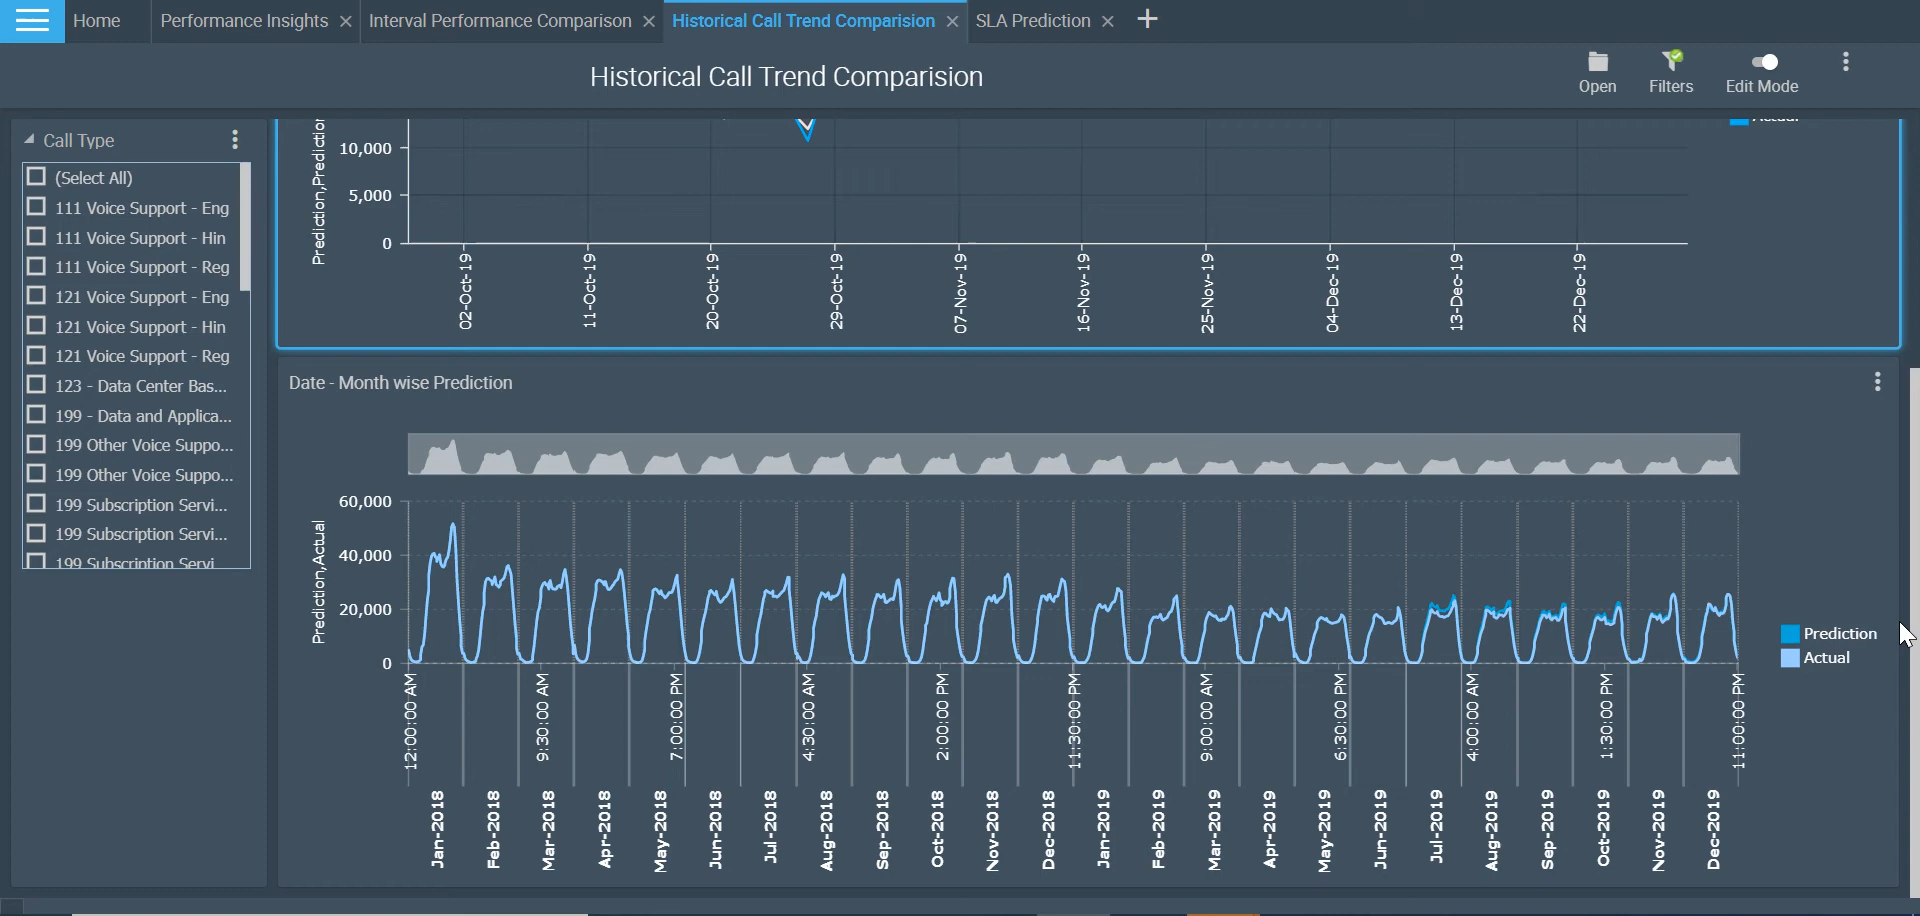 Home
Performance Insights
Interval Performance Comparison
Historical Call Trend Comparision
SLA Prediction
Historical Call Trend Comparision
Open
Filters
Edit Mode
Call Type
(Select All)
111 Voice Support - Eng
111 Voice Support - Hin
111 Voice Support - Reg
121 Voice Support - Eng
121 Voice Support - Hin
121 Voice Support - Reg
123 - Data Center Bas...
199 - Data and Applica...
199 Other Voice Suppo...
199 Other Voice Suppo...
199 Subscription Servi...
199 Subscription Servi...
199 Subscription Servi
Prediction,Prediction
10,000
5,000
0
02-Oct-19
11-Oct-19
20-Oct-19
29-Oct-19
07-Nov-19
16-Nov-19
25-Nov-19
04-Dec-19
13-Dec-19
22-Dec-19
Actual
Date - Month wise Prediction
Prediction,Actual
60,000
40,000
20,000
0
12:00:00 AM
9:30:00 AM
7:00:00 PM
4:30:00 AM
2:00:00 PM
11:30:00 PM
9:00:00 AM
6:30:00 PM
4:00:00 AM
1:30:00 PM
11:00:00 PM
Jan-2018
Feb-2018
Mar-2018
Apr-2018
May-2018
Jun-2018
Jul -2018
Aug-2018
Sep-2018
Oct-2018
Nov-2018
Dec-2018
Jan-2019
Feb-2019
Mar-2019
Apr-2019
May-2019
Jun-2019
Jul-2019
Aug-2019
Sep-2019
Oct-2019
Nov-2019
Dec-2019
Prediction
Actual